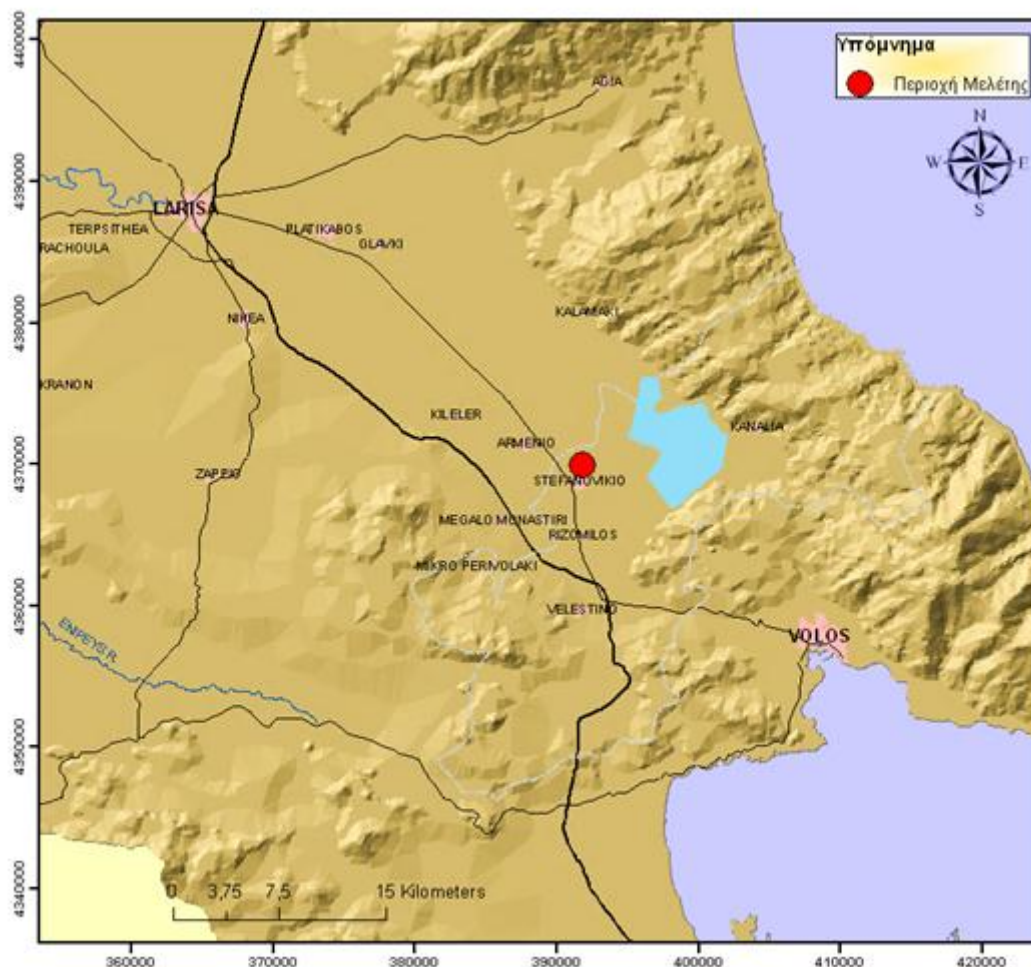 Υπόμνημα
Περιοχή Μελέτης
N
W E
S
AGIA
LARISA
TERPSITHEA
RACHOULA
PLATIKABOS
GLAVKI
NIKEA
KALAMAKI
KRANON
KILELER
KANALIA
ARMENIO
ZAPPIO
STEFANOVIKIO
MEGALO MONASTIRI
RIZOMILOS
MIKRO PERIVOLAKI
VELESTINO
VOLOS
ENIPEYS R.
0 3,75 7,5 15 Kilometers
4400000
4390000
4380000
4370000
4360000
4350000
4340000
360000 370000 380000 390000 400000 410000 420000